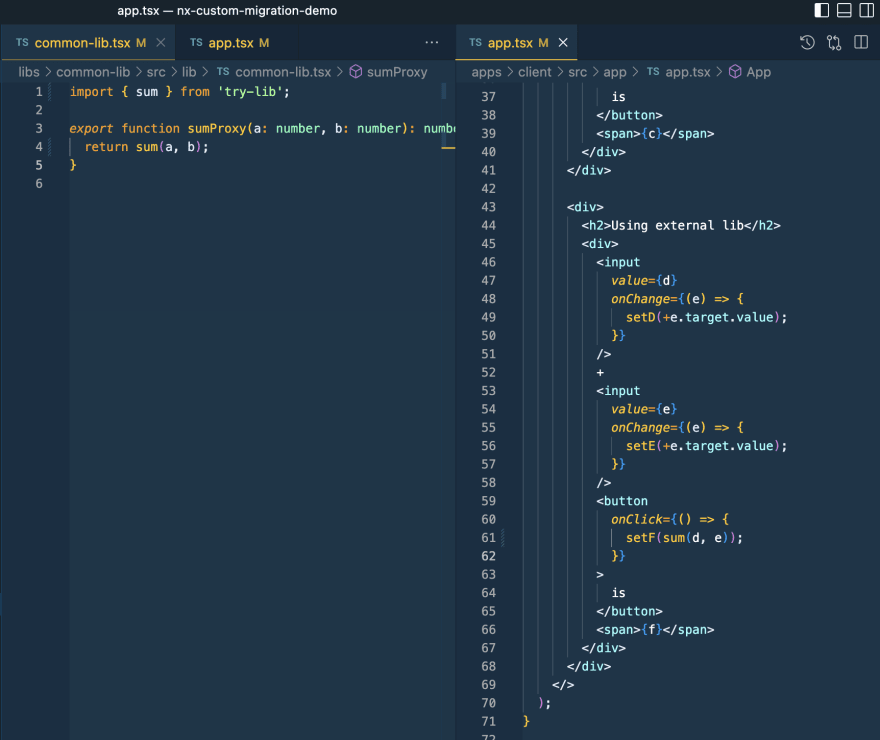 app.tsx — nx-custom-migration-demo
TS common-lib.tsx M TS app.tsx M
libs > common-lib > src > lib > TS common-lib.tsx > sumProxy
1 import { sum } from 'try-lib';
2
3 export function sumProxy(a: number, b: number): numbe
4 return sum(a, b);
5 }
6
TS app.tsx M
apps > client > src > app > TS app.tsx > App
37 is
38 </button>
39 <span>{c}</span>
40 </div>
41 </div>
42
43 <div>
44 <h2>Using external lib</h2>
45 <div>
46 <input
47 value={d}
48 onChange={(e) => {
49 setD(+e.target.value);
50 }}
51 />
52 +
53 <input
54 value={e}
55 onChange={(e) => {
56 setE(+e.target.value);
57 }}
58 />
59 <button
60 onClick={() => {
61 setF(sum(d, e));
62 }}
63 >
64 is
65 </button>
66 <span>{f}</span>
67 </div>
68 </div>
69 </>
70 );
71 }
72